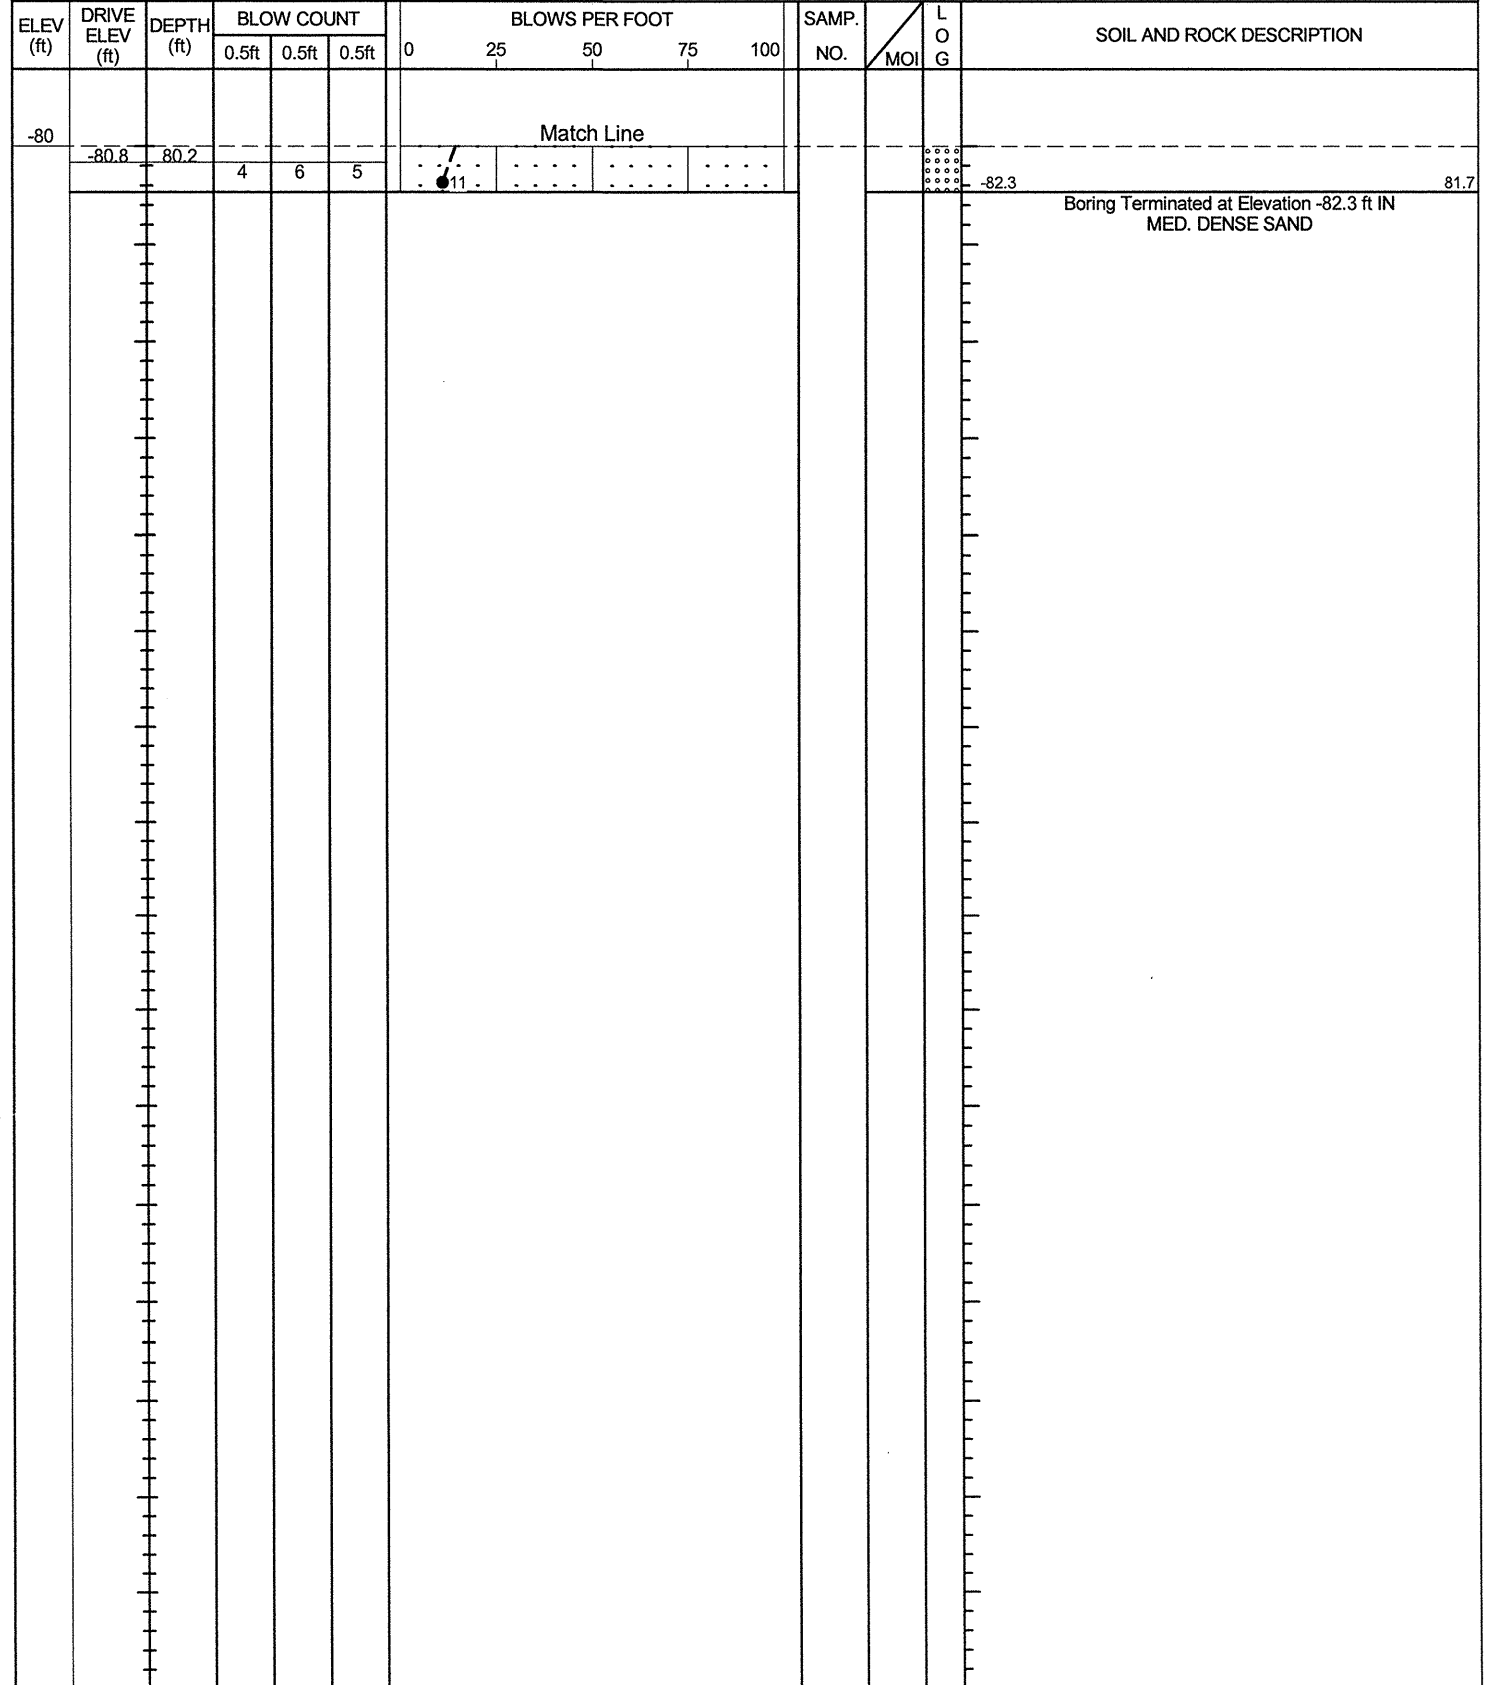 ELEV
(ft)
DRIVE
ELEV
(ft)
DEPTH
(ft)
BLOW COUNT
0.5ft 0.5ft 0.5ft
BLOWS PER FOOT
0 25 50 75 100
SAMP.
NO.
MOI
L
O
G
SOIL AND ROCK DESCRIPTION
-80
Match Line
-80.8 80.2
4 6 5
11
-82.3 81.7
Boring Terminated at Elevation -82.3 ft IN
MED. DENSE SAND